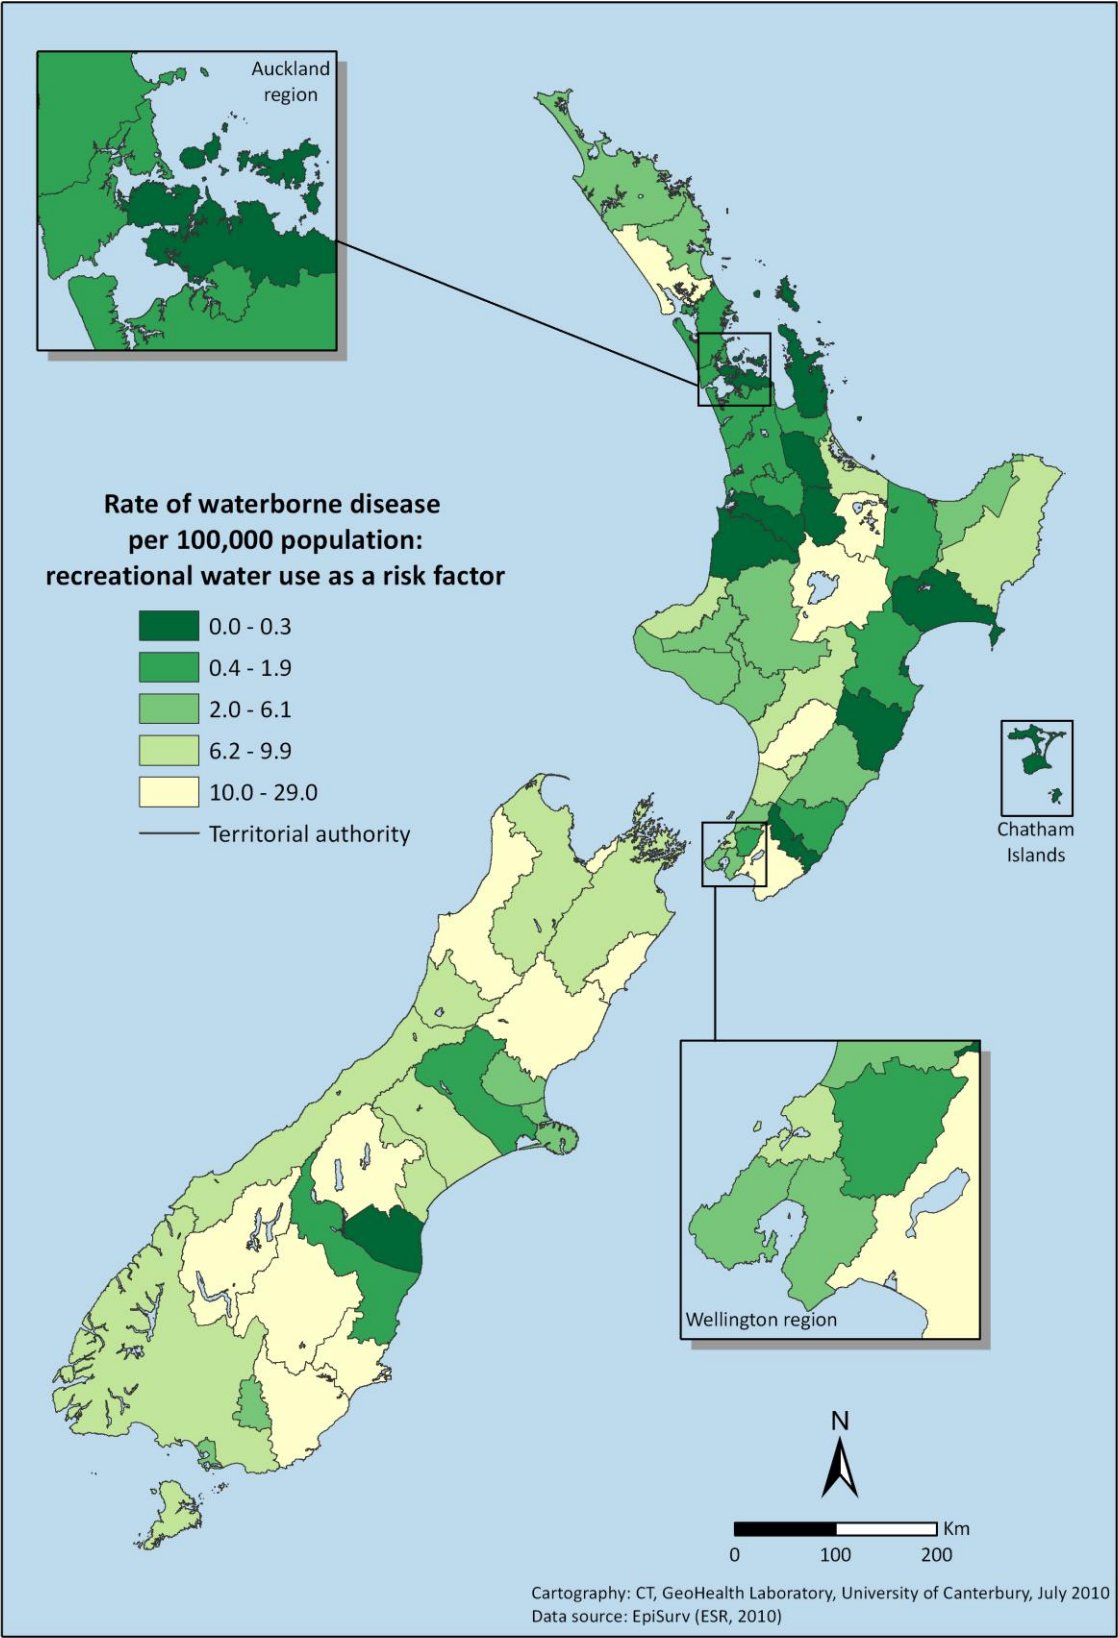 Auckland
region
Rate of waterborne disease
per 100,000 population:
recreational water use as a risk factor
0.0 - 0.3
0.4 - 1.9
2.0 - 6.1
6.2 - 9.9
10.0 - 29.0
Territorial authority
Chatham
Islands
Wellington region
N
Km
0 100 200
Cartography: CT, GeoHealth Laboratory, University of Canterbury, July 2010
Data source: EpiSurv (ESR, 2010)